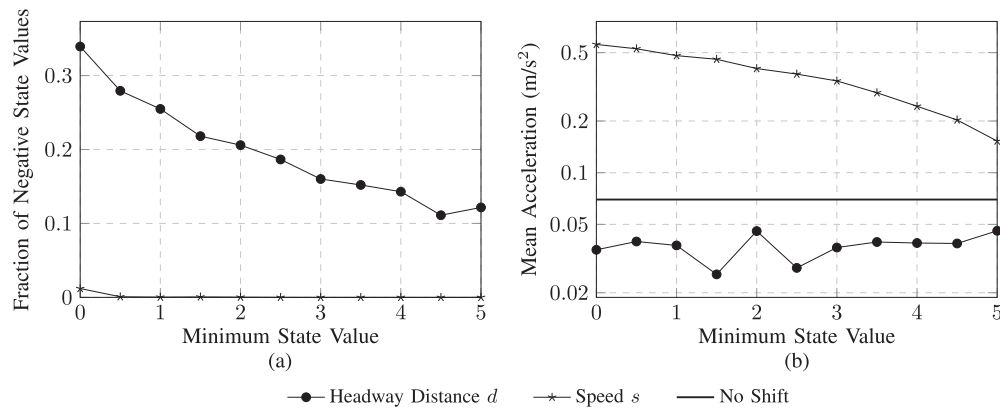 Fraction of Negative State Values
0.3
0.2
0.1
0
0 1 2 3 4 5
Minimum State Value
(a)
Mean Acceleration (m/s²)
0.5
0.2
0.1
0.05
0.02
0 1 2 3 4 5
Minimum State Value
(b)
Headway Distance d Speed s No Shift